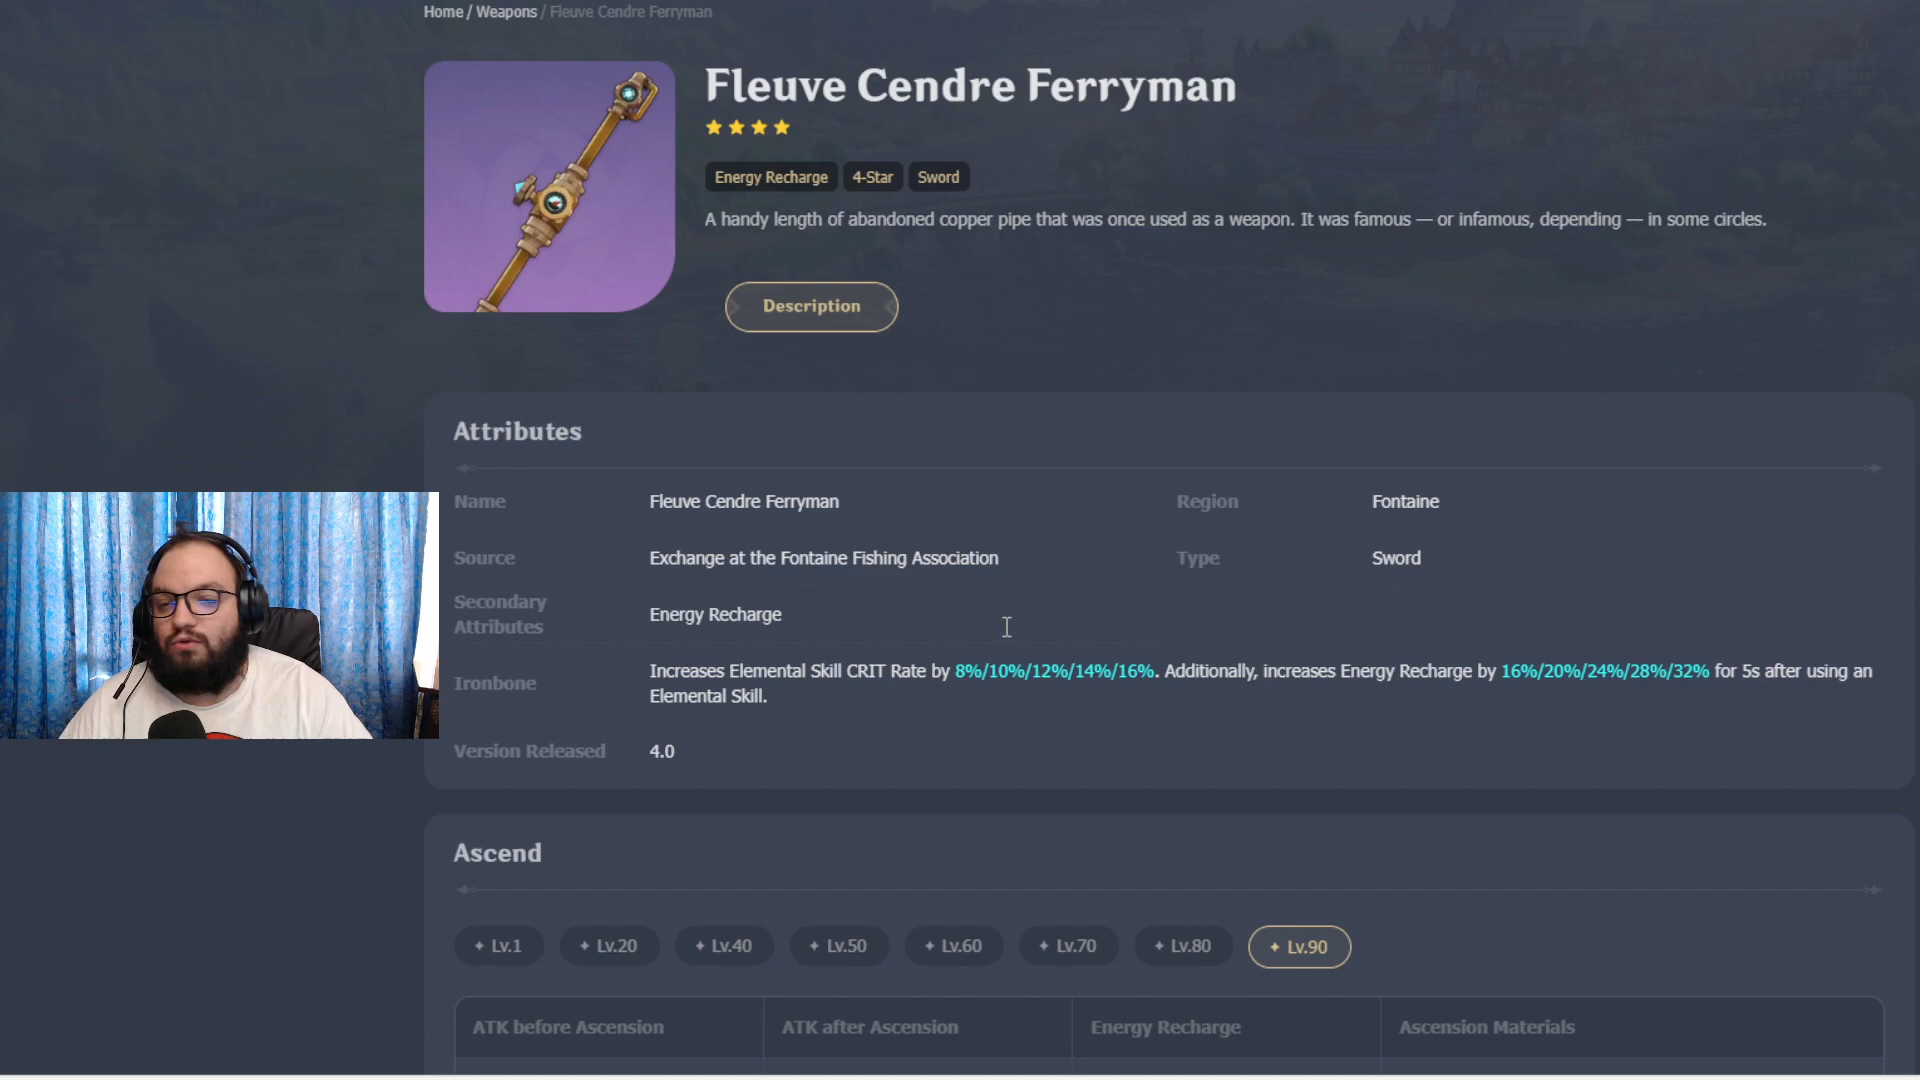 Home / Weapons / Fleuve Cendre Ferryman
Fleuve Cendre Ferryman
Energy Recharge 4-Star Sword
A handy length of abandoned copper pipe that was once used as a weapon. It was famous — or infamous, depending — in some circles.
Description
Attributes
Name Fleuve Cendre Ferryman Region Fontaine
Source Exchange at the Fontaine Fishing Association Type Sword
Secondary
Attributes
Energy Recharge
Ironbone
Increases Elemental Skill CRIT Rate by 8%/10%/12%/14%/16%. Additionally, increases Energy Recharge by 16%/20%/24%/28%/32% for 5s after using an
Elemental Skill.
Version Released 4.0
Ascend
Lv.1 Lv.20 Lv.40 Lv.50 Lv.60 Lv.70 Lv.80 Lv.90
ATK before Ascension ATK after Ascension Energy Recharge Ascension Materials